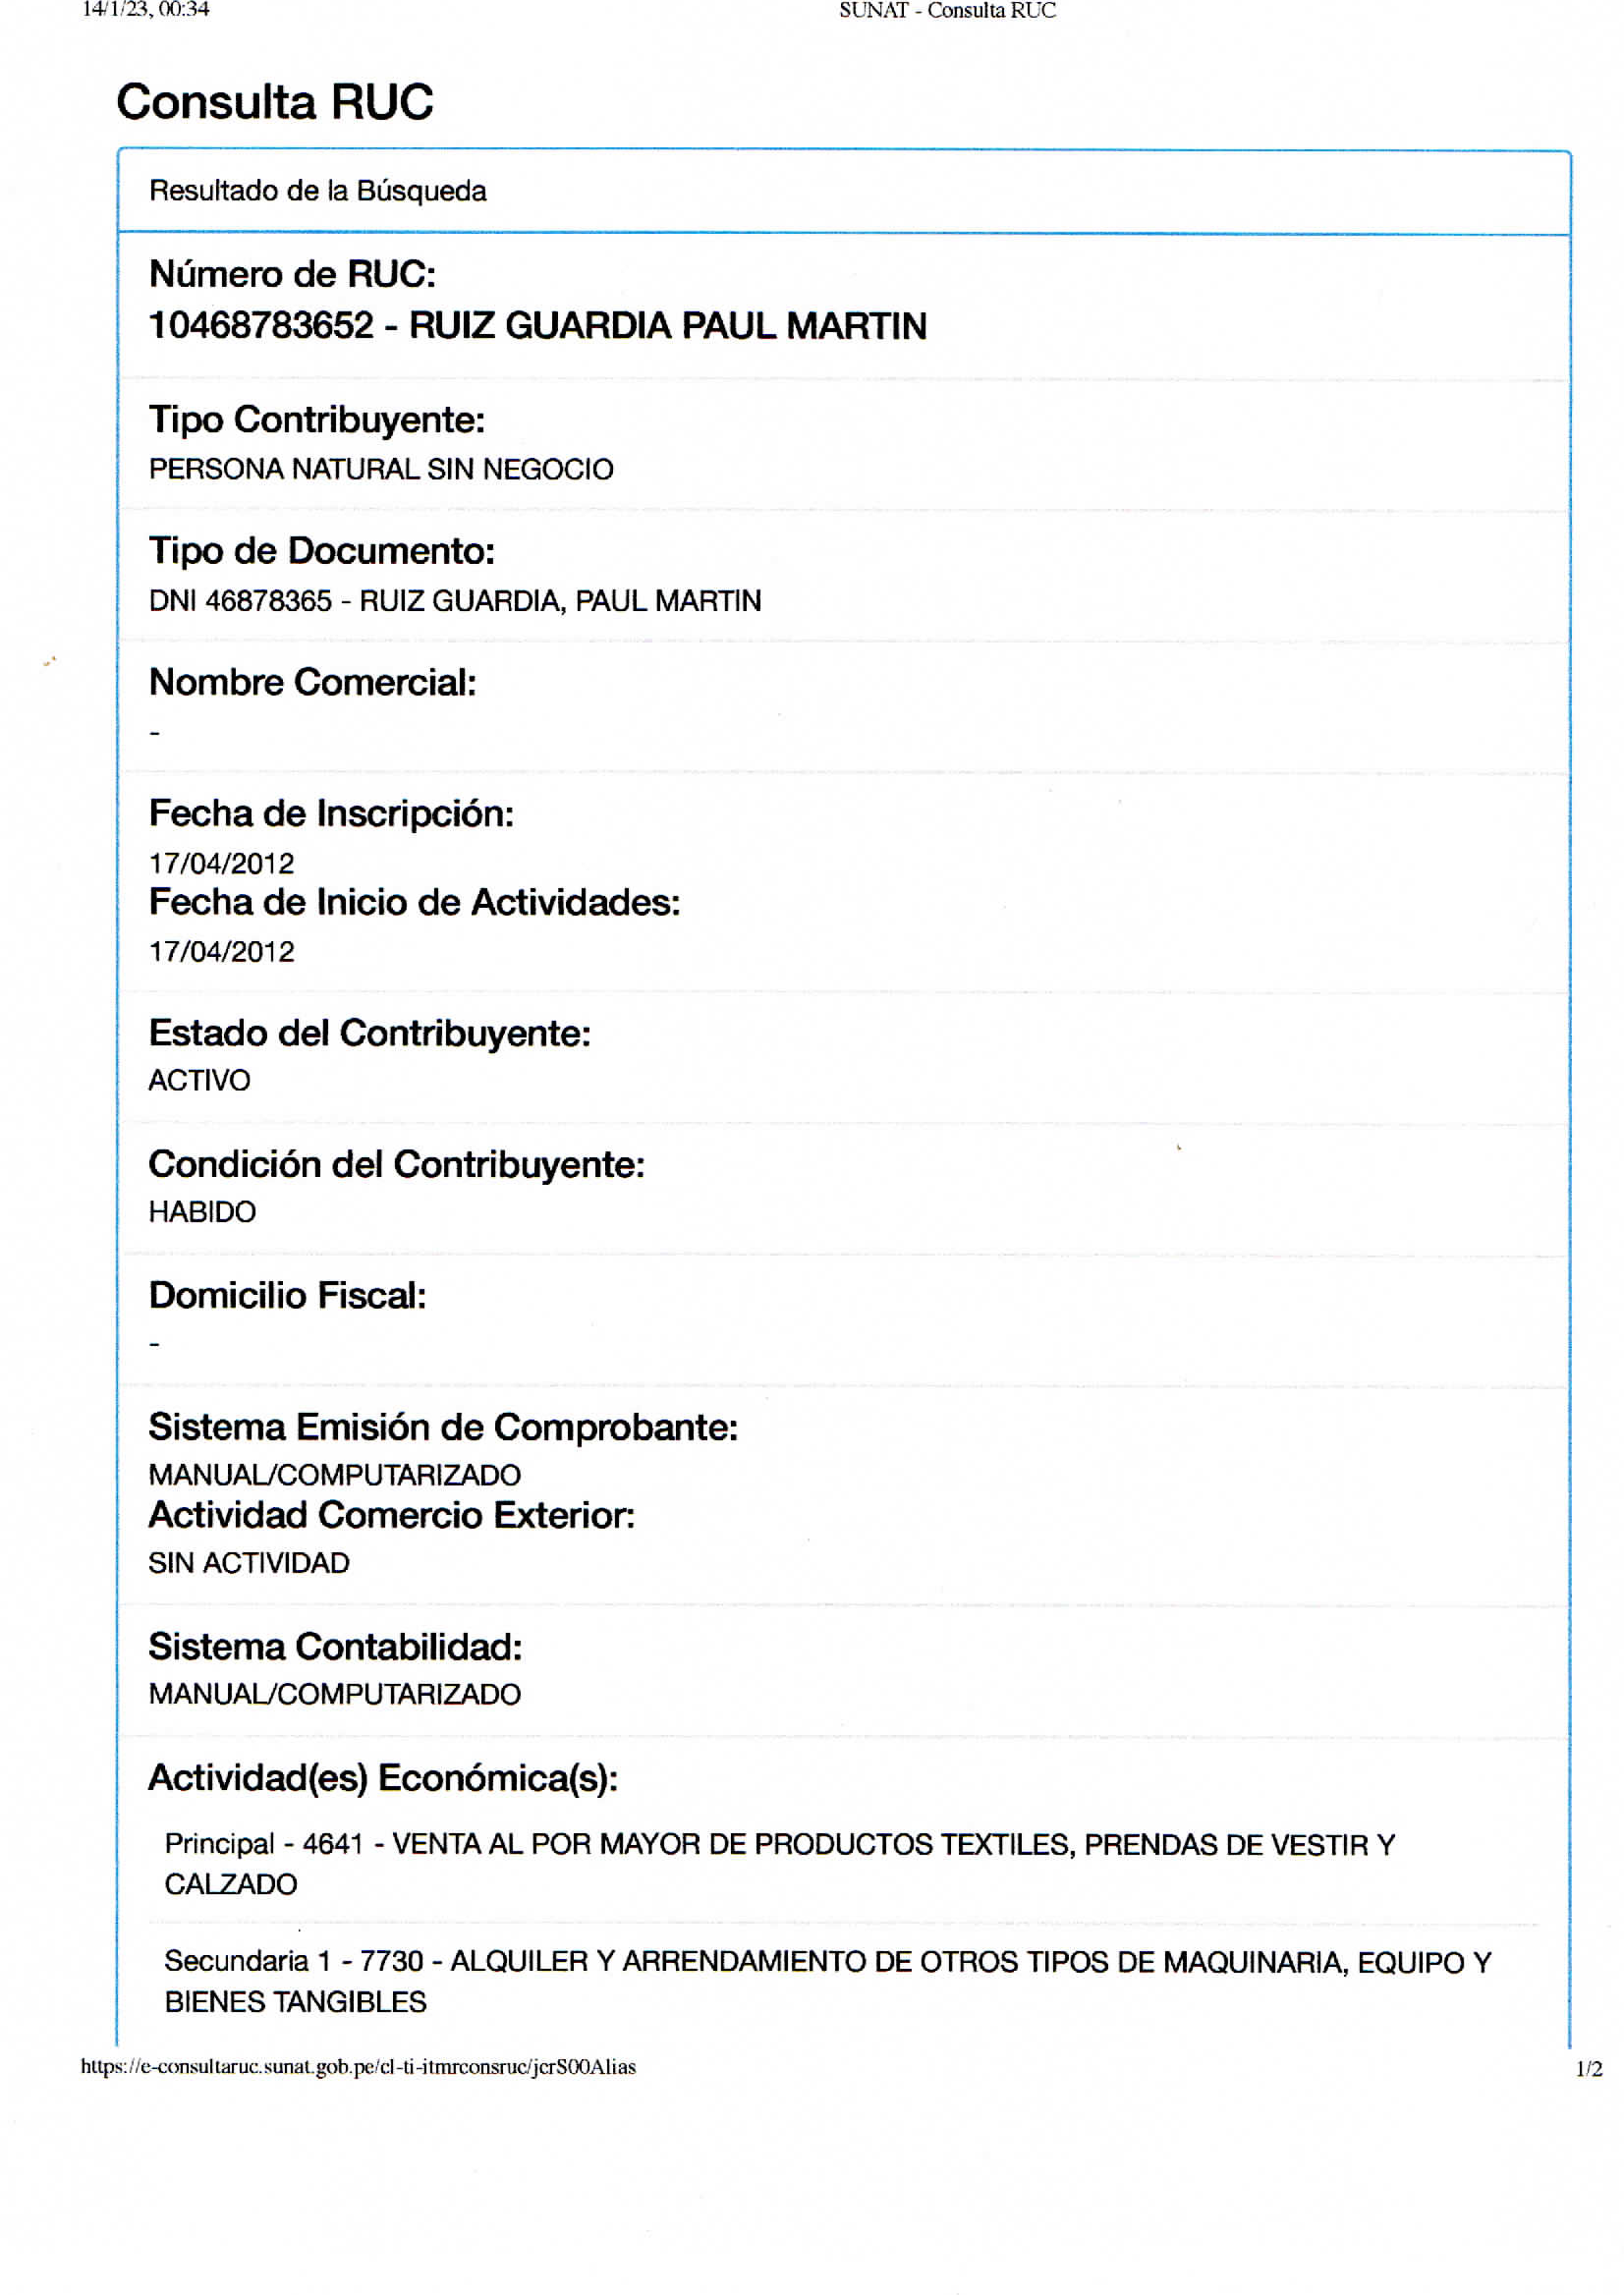 14/1/23, 00:34
SUNAT - Consulta RUC
Consulta RUC
Resultado de la Búsqueda
Número de RUC:
10468783652 - RUIZ GUARDIA PAUL MARTIN
Tipo Contribuyente:
PERSONA NATURAL SIN NEGOCIO
Tipo de Documento:
DNI 46878365 - RUIZ GUARDIA, PAUL MARTIN
Nombre Comercial:
-
Fecha de Inscripción:
17/04/2012
Fecha de Inicio de Actividades:
17/04/2012
Estado del Contribuyente:
ACTIVO
Condición del Contribuyente:
HABIDO
Domicilio Fiscal:
-
Sistema Emisión de Comprobante:
MANUAL/COMPUTARIZADO
Actividad Comercio Exterior:
SIN ACTIVIDAD
Sistema Contabilidad:
MANUAL/COMPUTARIZADO
Actividad(es) Económica(s):
Principal - 4641 - VENTA AL POR MAYOR DE PRODUCTOS TEXTILES, PRENDAS DE VESTIR Y
CALZADO
Secundaria 1 - 7730 - ALQUILER Y ARRENDAMIENTO DE OTROS TIPOS DE MAQUINARIA, EQUIPO Y
BIENES TANGIBLES
https://e-consultaruc.sunat.gob.pe/cl-ti-itmrconsruc/jcrS00Alias
1/2